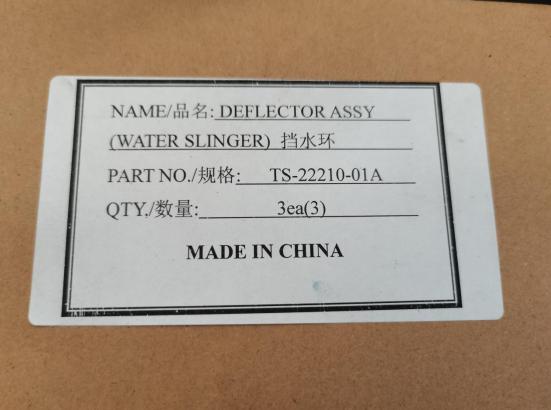 NAME/品名: DEFLECTOR ASSY
(WATER SLINGER) 挡水环
PART NO./规格: TS-22210-01A
QTY,/数量: 3ea(3)
MADE IN CHINA